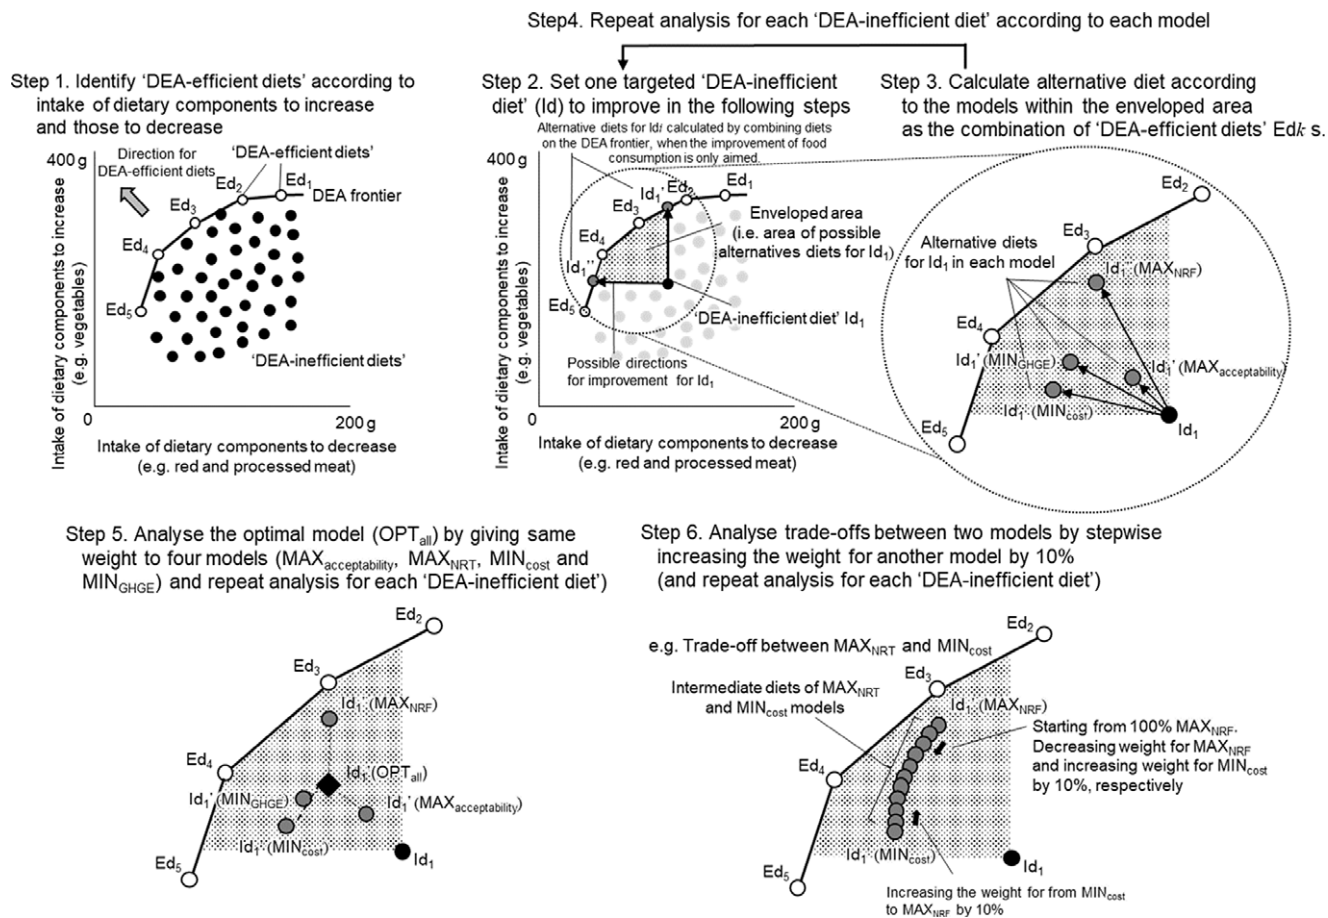 Step4. Repeat analysis for each ‘DEA-inefficient diet’ according to each model
Step 1. Identify ‘DEA-efficient diets’ according to
intake of dietary components to increase
and those to decrease
400 g
Direction for
DEA-efficient diets
‘DEA-efficient diets’
Ed1
Ed2
Ed3
Ed4
Ed5
DEA frontier
‘DEA-inefficient diets’
Intake of dietary components to increase
(e.g. vegetables)
0
200 g
Intake of dietary components to decrease
(e.g. red and processed meat)
Step 2. Set one targeted ‘DEA-inefficient
diet’ (Id) to improve in the following steps
Alternative diets for Idi calculated by combining diets
on the DEA frontier, when the improvement of food
consumption is only aimed.
400 g
Id1'
Ed2
Ed1
Ed3
Ed4
Id1''
Ed5
Enveloped area
(i.e. area of possible
alternatives diets for Id1)
‘DEA-inefficient diet’ Id1
Possible directions
for improvement for Id1
Intake of dietary components to increase
(e.g. vegetables)
0
200 g
Intake of dietary components to decrease
(e.g. red and processed meat)
Step 3. Calculate alternative diet according
to the models within the enveloped area
as the combination of ‘DEA-efficient diets’ Edk s.
Ed2
Ed3
Alternative diets
for Id1 in each model
Id1' (MAXNRF)
Ed4
Id1' (MINGHGE)
Id1' (MAXacceptability)
Id1' (MINcost)
Ed5
Id1
Step 5. Analyse the optimal model (OPTall) by giving same
weight to four models (MAXacceptability, MAXNRT, MINcost and
MINGHGE) and repeat analysis for each ‘DEA-inefficient diet’)
Ed2
Ed3
Id1' (MAXNRF)
Ed4
Id1' (OPTall)
Id1' (MINGHGE)
Id1' (MAXacceptability)
Id1' (MINcost)
Ed5
Id1
Step 6. Analyse trade-offs between two models by stepwise
increasing the weight for another model by 10%
(and repeat analysis for each ‘DEA-inefficient diet’)
Ed2
e.g. Trade-off between MAXNRT and MINcost
Ed3
Intermediate diets of MAXNRT
and MINcost models
Id1' (MAXNRF)
Starting from 100% MAXNRF.
Decreasing weight for MAXNRF
and increasing weight for MINcost
by 10%, respectively
Ed4
Id1' (MINcost)
Id1
Ed5
Increasing the weight for from MINcost
to MAXNRF by 10%